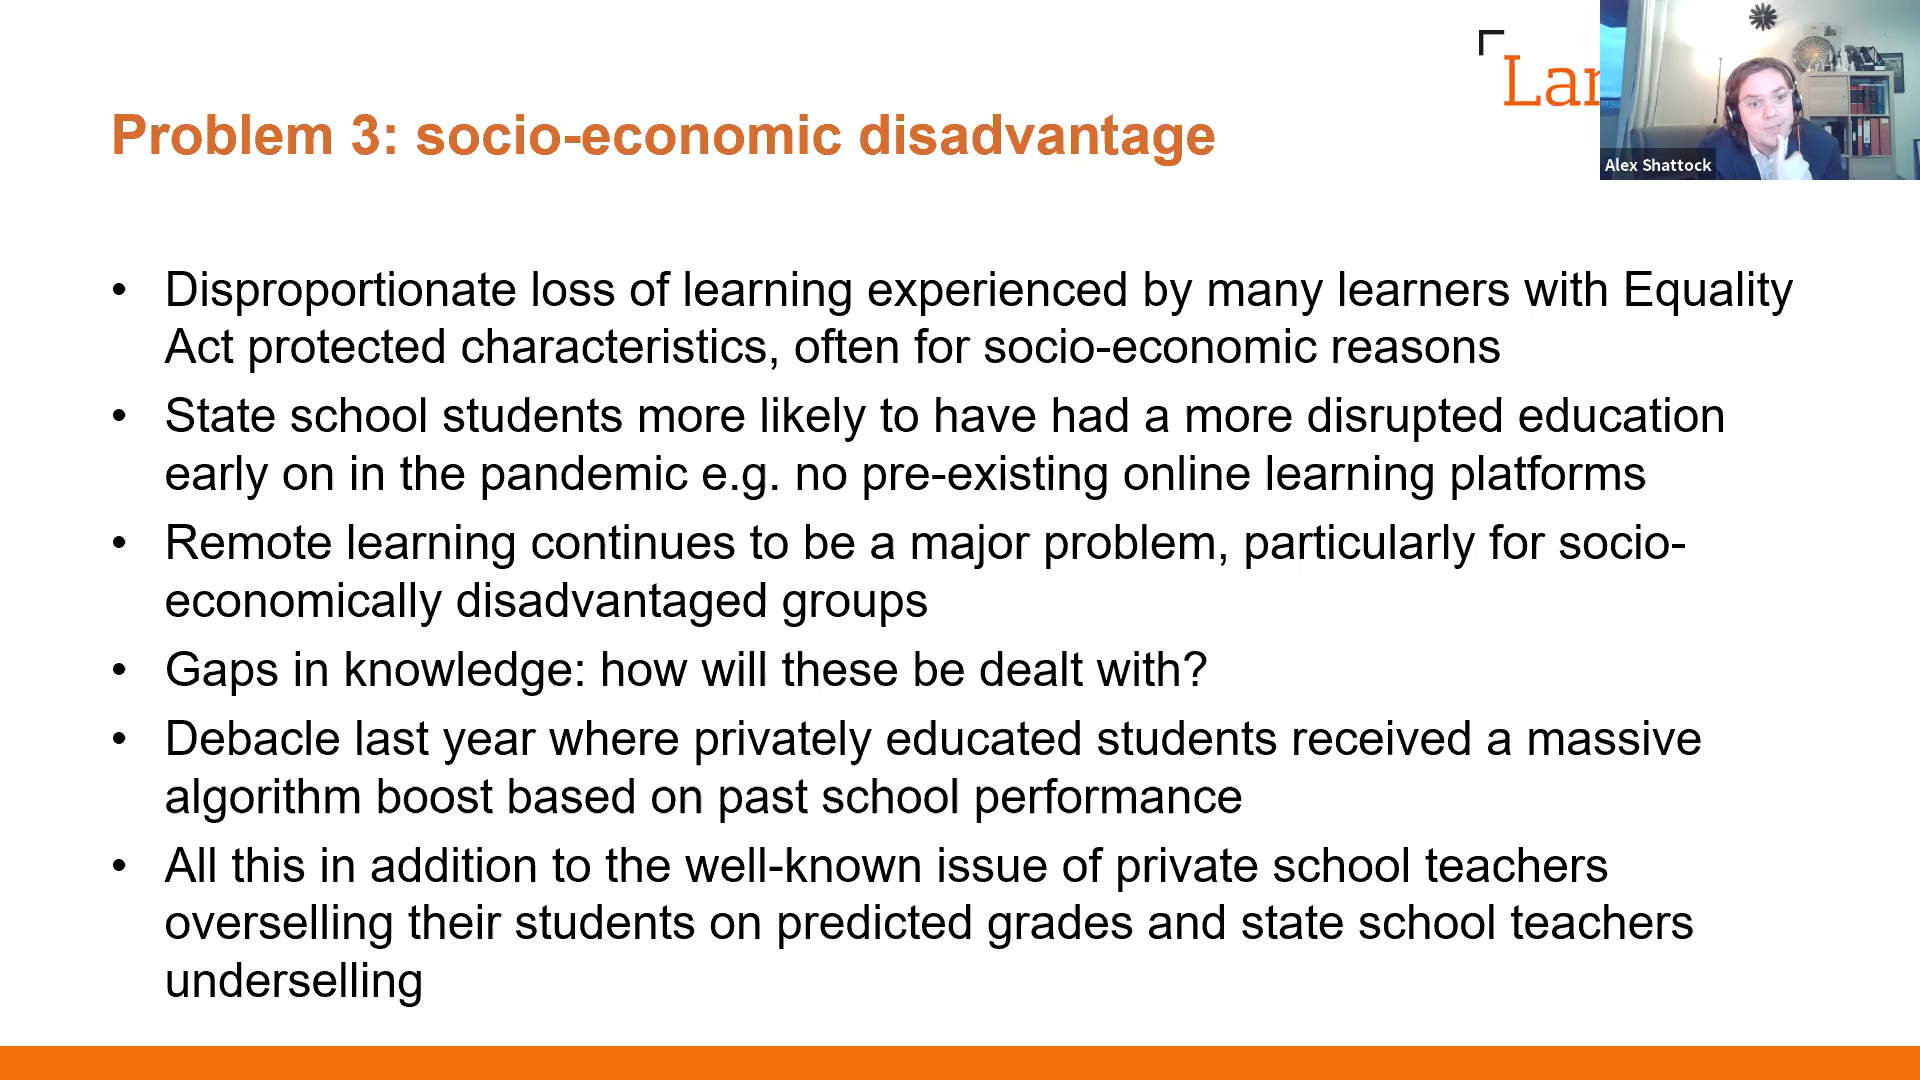 Lan
Problem 3: socio-economic disadvantage
Alex Shattock
• Disproportionate loss of learning experienced by many learners with Equality
Act protected characteristics, often for socio-economic reasons
• State school students more likely to have had a more disrupted education
early on in the pandemic e.g. no pre-existing online learning platforms
• Remote learning continues to be a major problem, particularly for socio-
economically disadvantaged groups
• Gaps in knowledge: how will these be dealt with?
• Debacle last year where privately educated students received a massive
algorithm boost based on past school performance
• All this in addition to the well-known issue of private school teachers
overselling their students on predicted grades and state school teachers
underselling